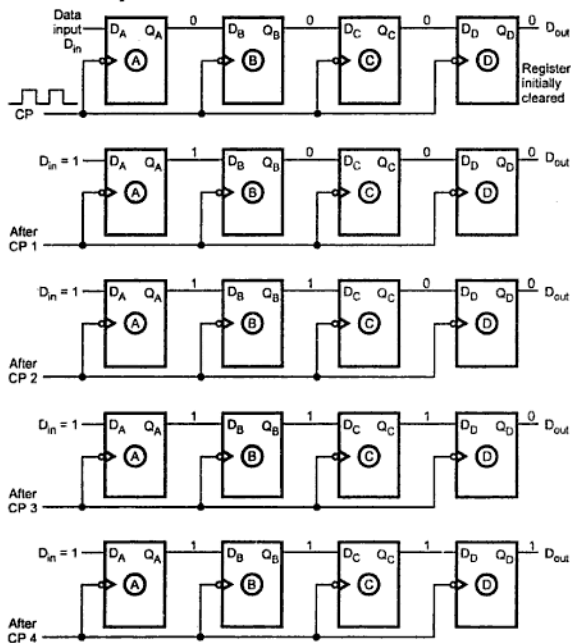 Data input D_in D_A Q_A 0 D_B Q_B 0 D_C Q_C 0 D_D Q_D 0 D_out
A B C D
Register initially cleared
CP
D_in = 1 D_A Q_A 1 D_B Q_B 0 D_C Q_C 0 D_D Q_D 0 D_out
A B C D
After CP 1
D_in = 1 D_A Q_A 1 D_B Q_B 1 D_C Q_C 0 D_D Q_D 0 D_out
A B C D
After CP 2
D_in = 1 D_A Q_A 1 D_B Q_B 1 D_C Q_C 1 D_D Q_D 0 D_out
A B C D
After CP 3
D_in = 1 D_A Q_A 1 D_B Q_B 1 D_C Q_C 1 D_D Q_D 1 D_out
A B C D
After CP 4